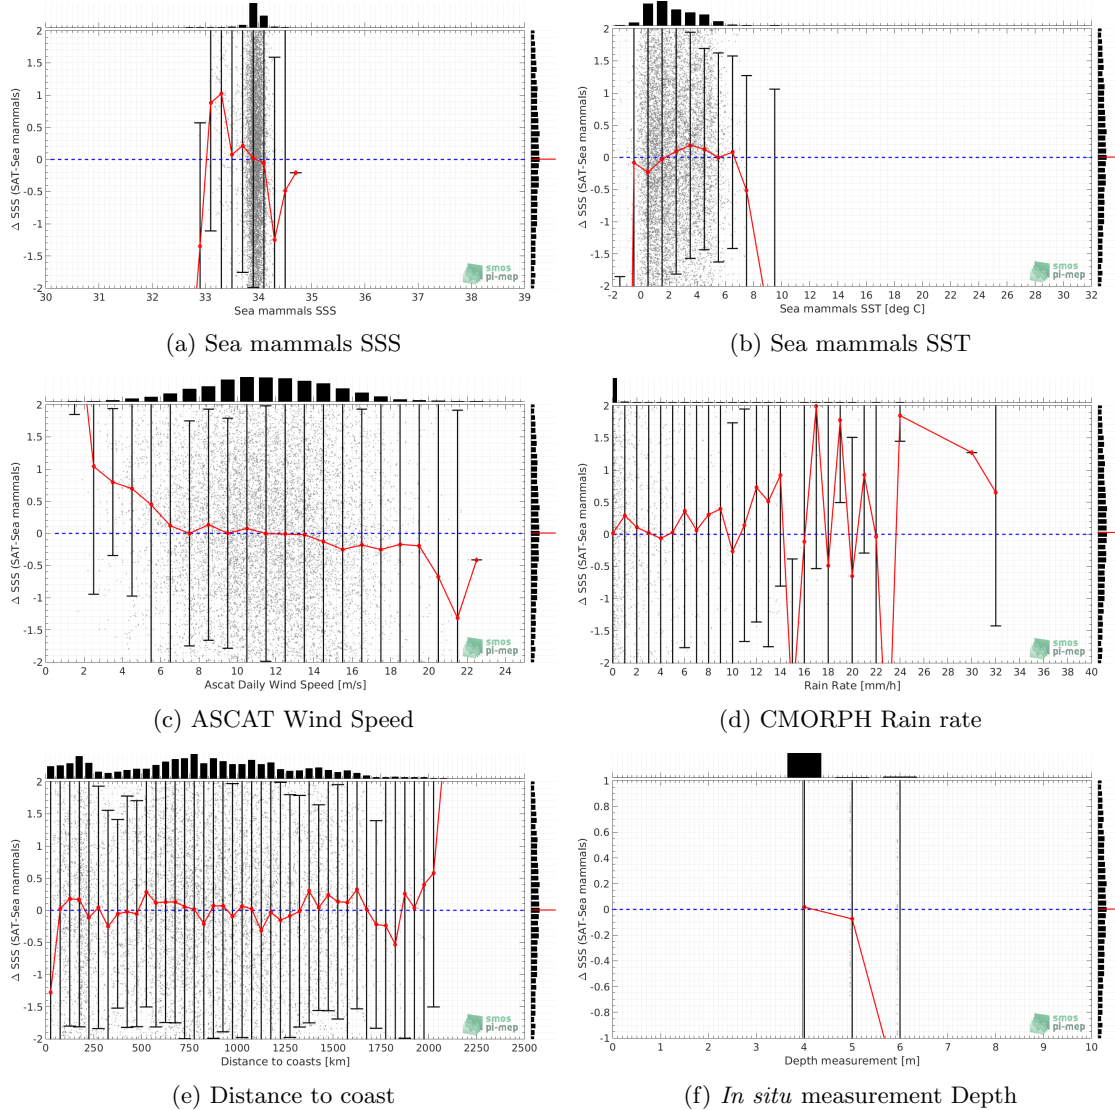 2
1.5
1
0.5
0
-0.5
-1
-1.5
-2
Δ SSS (SAT-Sea mammals)
30 31 32 33 34 35 36 37 38 39
Sea mammals SSS
smos
pi-mep
(a) Sea mammals SSS
2
1.5
1
0.5
0
-0.5
-1
-1.5
-2
Δ SSS (SAT-Sea mammals)
-2 0 2 4 6 8 10 12 14 16 18 20 22 24 26 28 30 32
Sea mammals SST [deg C]
smos
pi-mep
(b) Sea mammals SST
2
1.5
1
0.5
0
-0.5
-1
-1.5
-2
Δ SSS (SAT-Sea mammals)
0 2 4 6 8 10 12 14 16 18 20 22 24
Ascat Daily Wind Speed [m/s]
smos
pi-mep
(c) ASCAT Wind Speed
2
1.5
1
0.5
0
-0.5
-1
-1.5
-2
Δ SSS (SAT-Sea mammals)
0 2 4 6 8 10 12 14 16 18 20 22 24 26 28 30 32 34 36 38 40
Rain Rate [mm/h]
smos
pi-mep
(d) CMORPH Rain rate
2
1.5
1
0.5
0
-0.5
-1
-1.5
-2
Δ SSS (SAT-Sea mammals)
0 250 500 750 1000 1250 1500 1750 2000 2250 2500
Distance to coasts [km]
smos
pi-mep
(e) Distance to coast
1
0.8
0.6
0.4
0.2
0
-0.2
-0.4
-0.6
-0.8
-1
Δ SSS (SAT-Sea mammals)
0 1 2 3 4 5 6 7 8 9 10
Depth measurement [m]
smos
pi-mep
(f) In situ measurement Depth